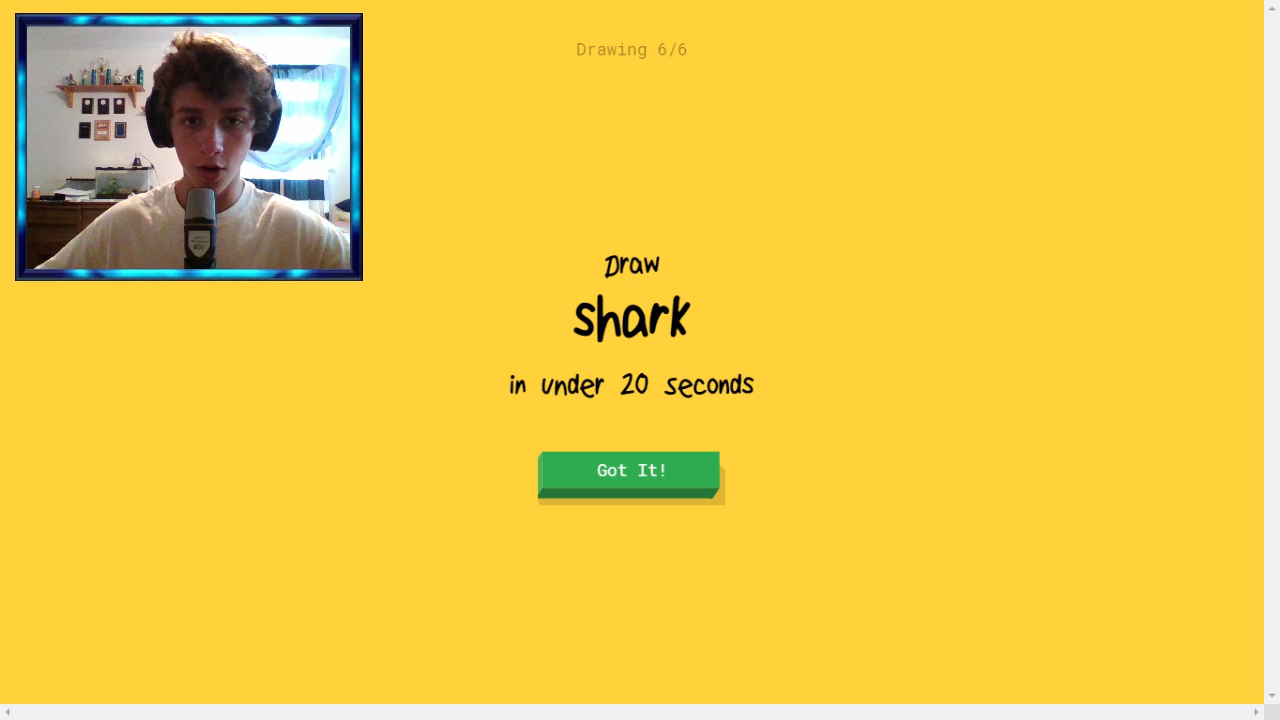 Drawing 6/6
Draw
shark
in under 20 seconds
Got It!